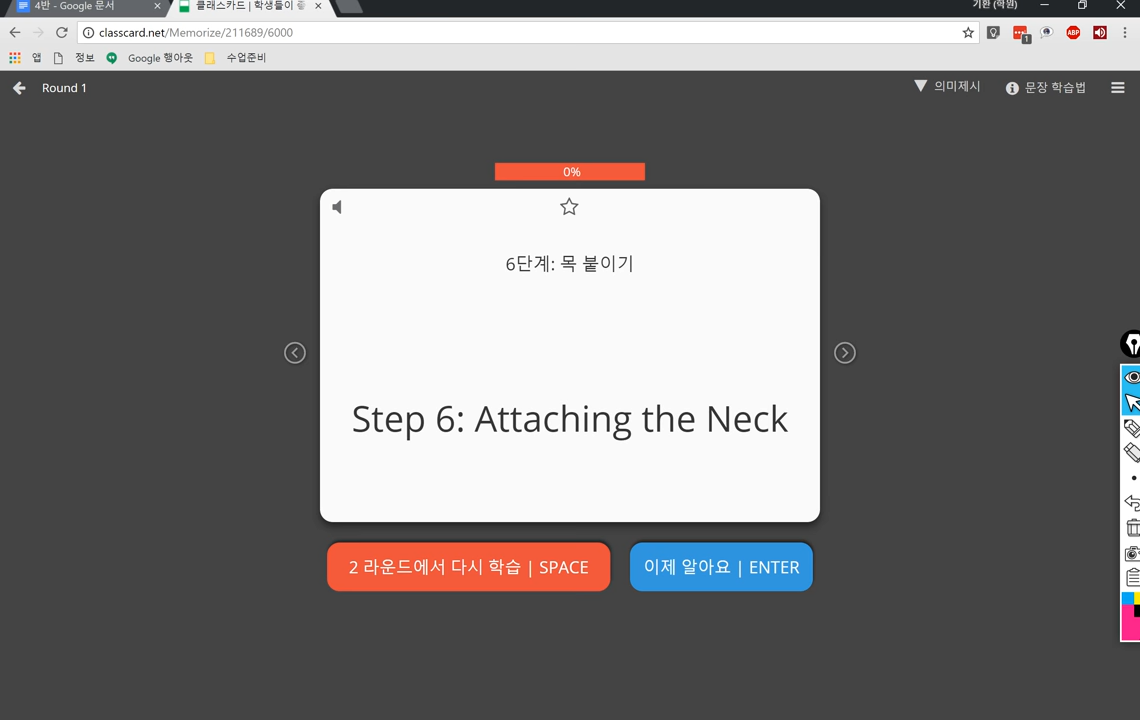 4반 - Google 문서
클래스카드 | 학생들이 좋
기환 (학원)
classcard.net/Memorize/211689/6000
1
ABP
앱 정보 Google 행아웃 수업준비
Round 1
의미제시 문장 학습법
0%
6단계: 목 붙이기
Step 6: Attaching the Neck
2 라운드에서 다시 학습 | SPACE
이제 알아요 | ENTER